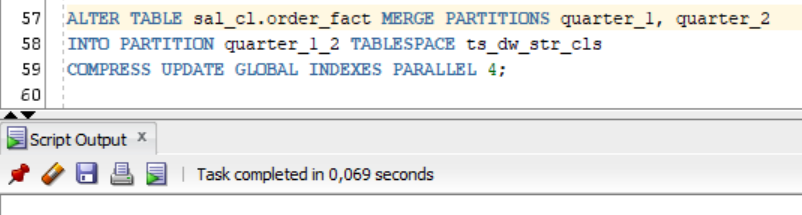 57 ALTER TABLE sal_cl.order_fact MERGE PARTITIONS quarter_1, quarter_2
58 INTO PARTITION quarter_1_2 TABLESPACE ts_dw_str_cls
59 COMPRESS UPDATE GLOBAL INDEXES PARALLEL 4;
60
Script Output x
Task completed in 0,069 seconds